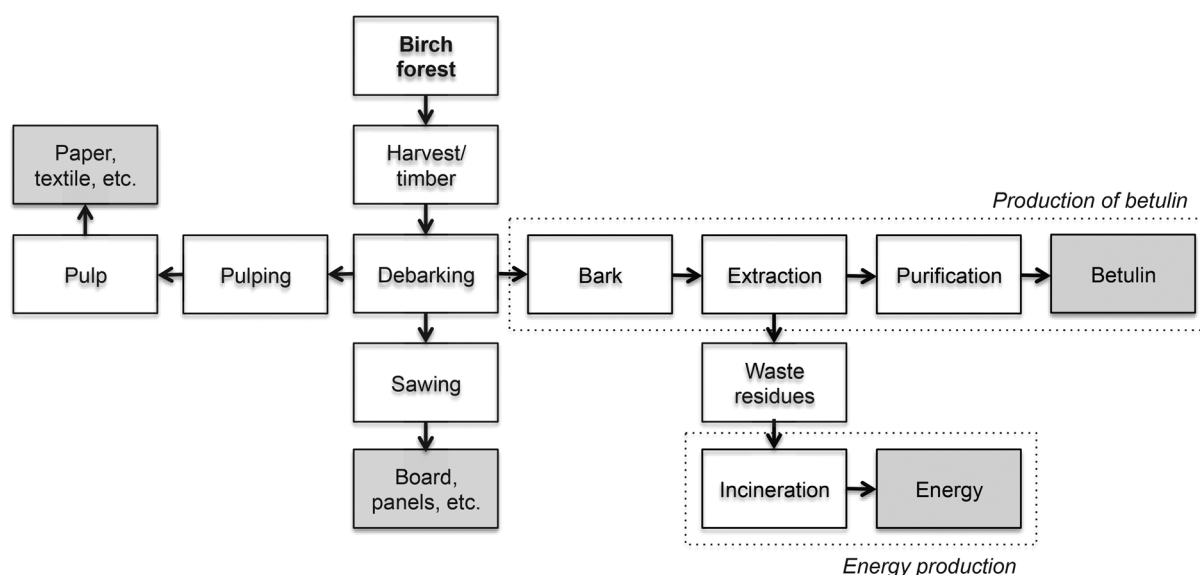 Birch
forest
Paper,
textile, etc.
Harvest/
timber
Production of betulin
Pulp
Pulping
Debarking
Bark
Extraction
Purification
Betulin
Sawing
Waste
residues
Board,
panels, etc.
Incineration
Energy
Energy production